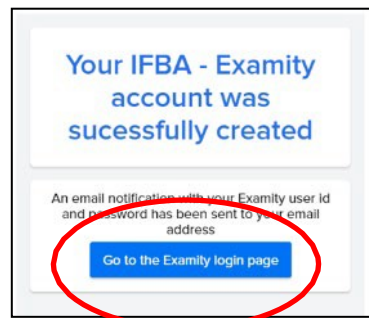 Your IFBA - Examity
account was
sucessfully created
An email notification with your Examity user id
and password has been sent to your email
address
Go to the Examity login page